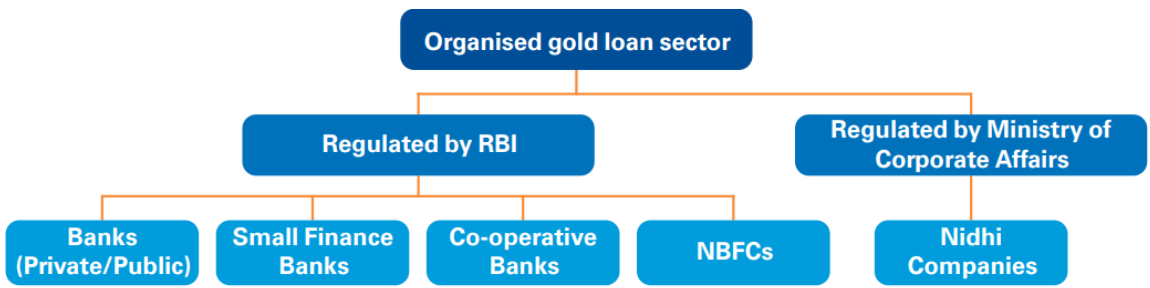 Organised gold loan sector
Regulated by RBI
Regulated by Ministry of
Corporate Affairs
Banks
(Private/Public)
Small Finance
Banks
Co-operative
Banks
NBFCs
Nidhi
Companies